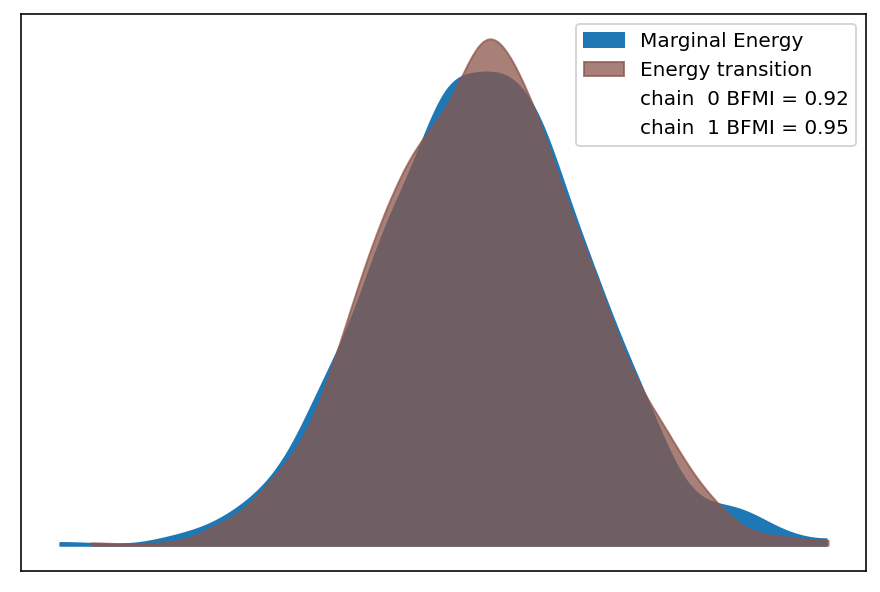 Marginal Energy
Energy transition
chain  0 BFMI = 0.92
chain  1 BFMI = 0.95